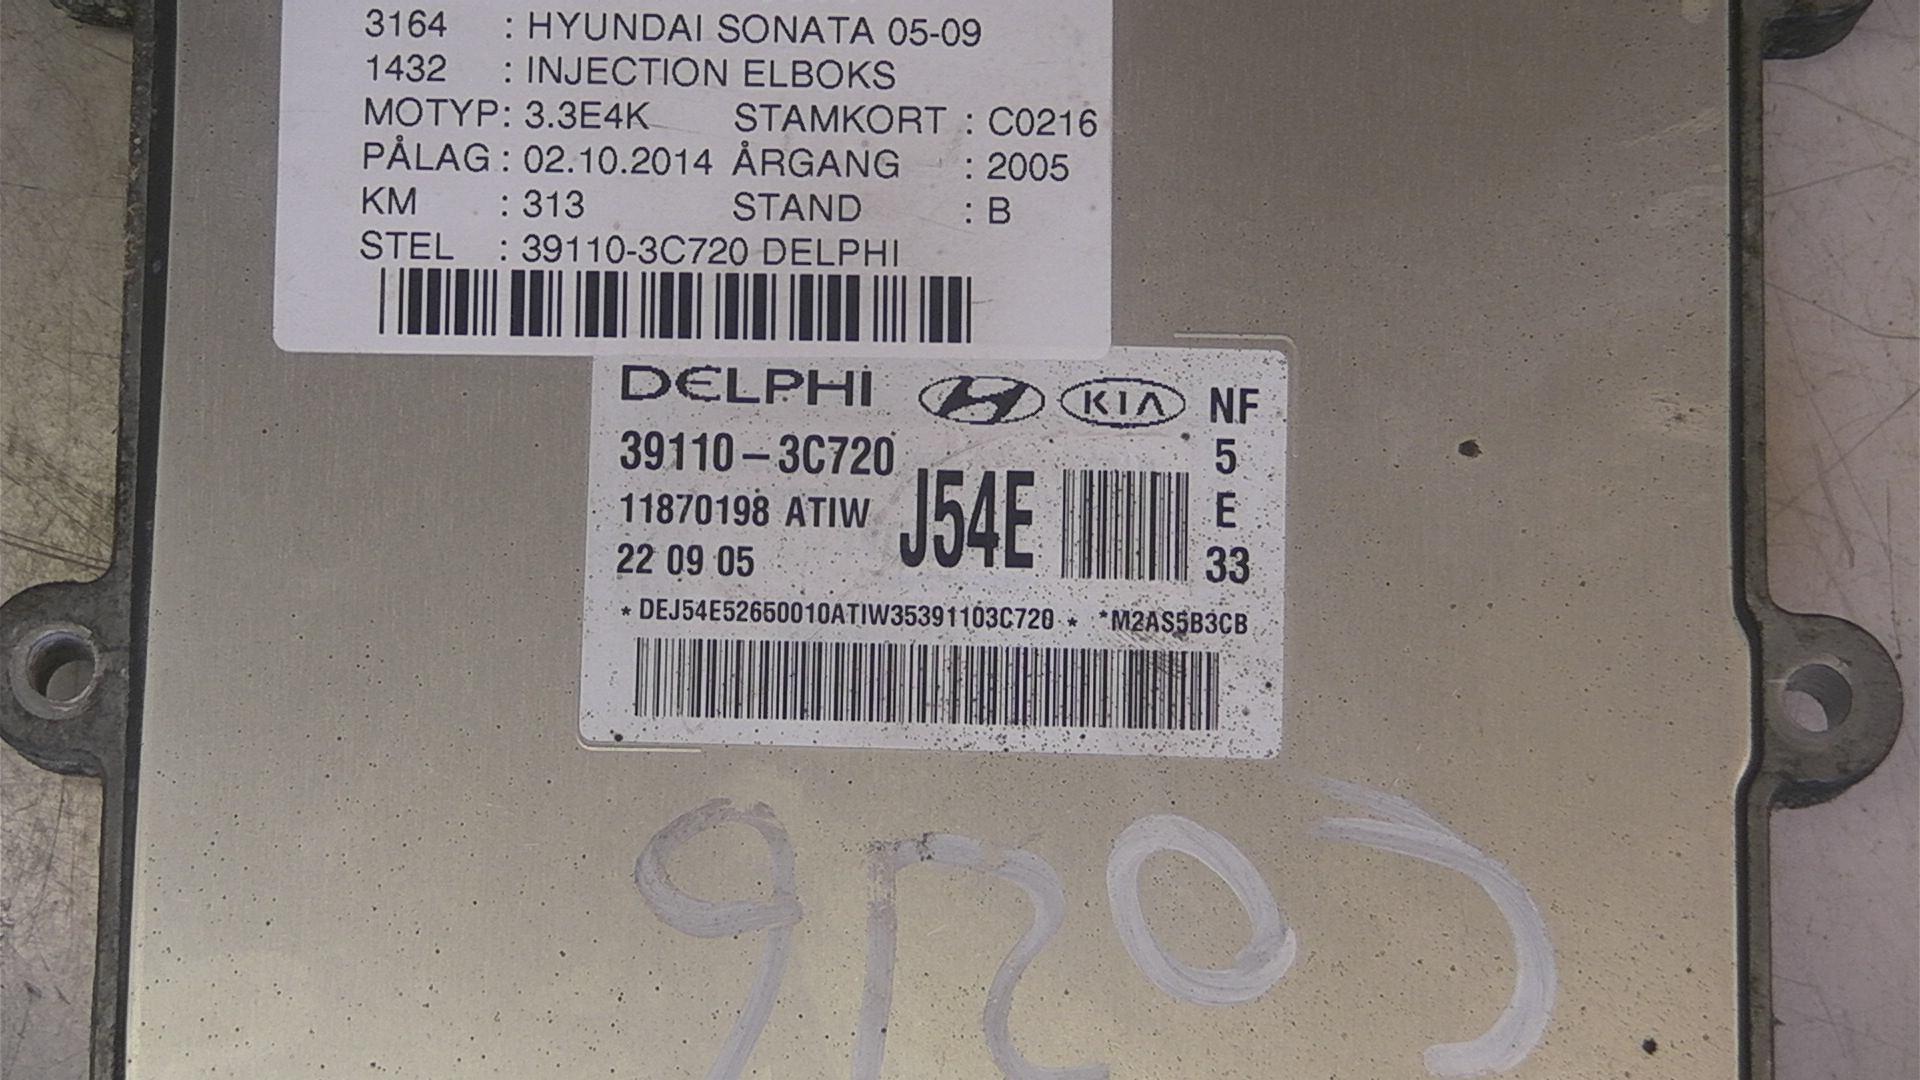 3164 : HYUNDAI SONATA 05-09
1432 : INJECTION ELBOKS
MOTYP: 3.3E4K STAMKORT : C0216
PÅLAG : 02.10.2014 ÅRGANG : 2005
KM : 313 STAND : B
STEL : 39110-3C720 DELPHI
DELPHI KIA NF
39110-3C720 5
11870198 ATIW J54E E
22 09 05 33
* DEJ54E52650010ATIW35391103C720 * *M2AS5B3CB
C0216